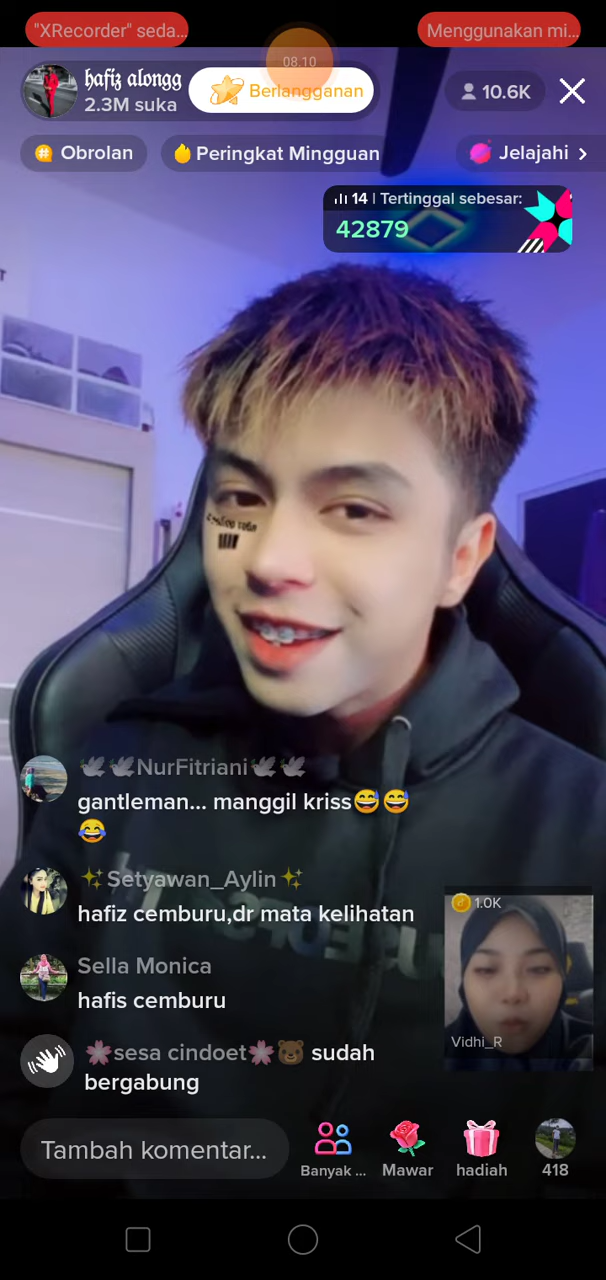 "XRecorder" seda...
Menggunakan mi...
08.10
hafiz alongg
2.3M suka
Berlangganan
10.6K
Obrolan
Peringkat Mingguan
Jelajahi
14 | Tertinggal sebesar:
42879
🕊🕊NurFitriani🕊🕊
gantleman... manggil kriss😅😅
😂
✨Setyawan_Aylin✨
hafiz cemburu,dr mata kelihatan
Sella Monica
hafis cemburu
🌸sesa cindoet🌸🐻 sudah
bergabung
1.0K
Vidhi_R
Tambah komentar...
Banyak ...
Mawar
hadiah
418